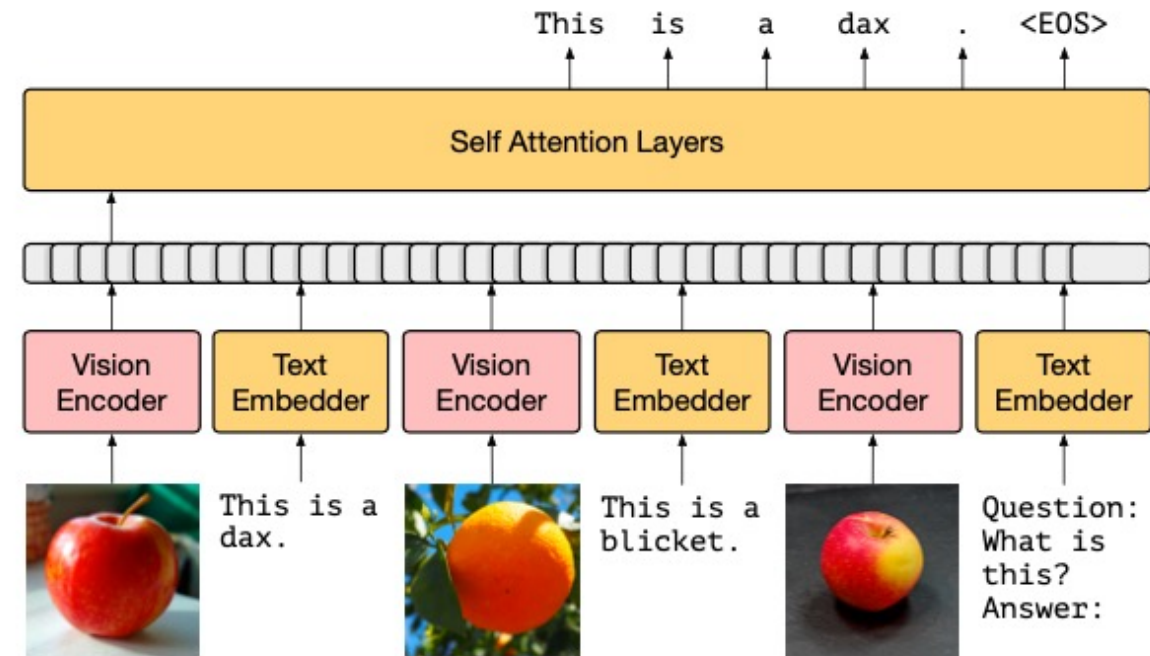 This is a dax . <EOS>
Self Attention Layers
Vision
Encoder
Text
Embedder
Vision
Encoder
Text
Embedder
Vision
Encoder
Text
Embedder
This is a
dax.
This is a
blicket.
Question:
What is
this?
Answer: